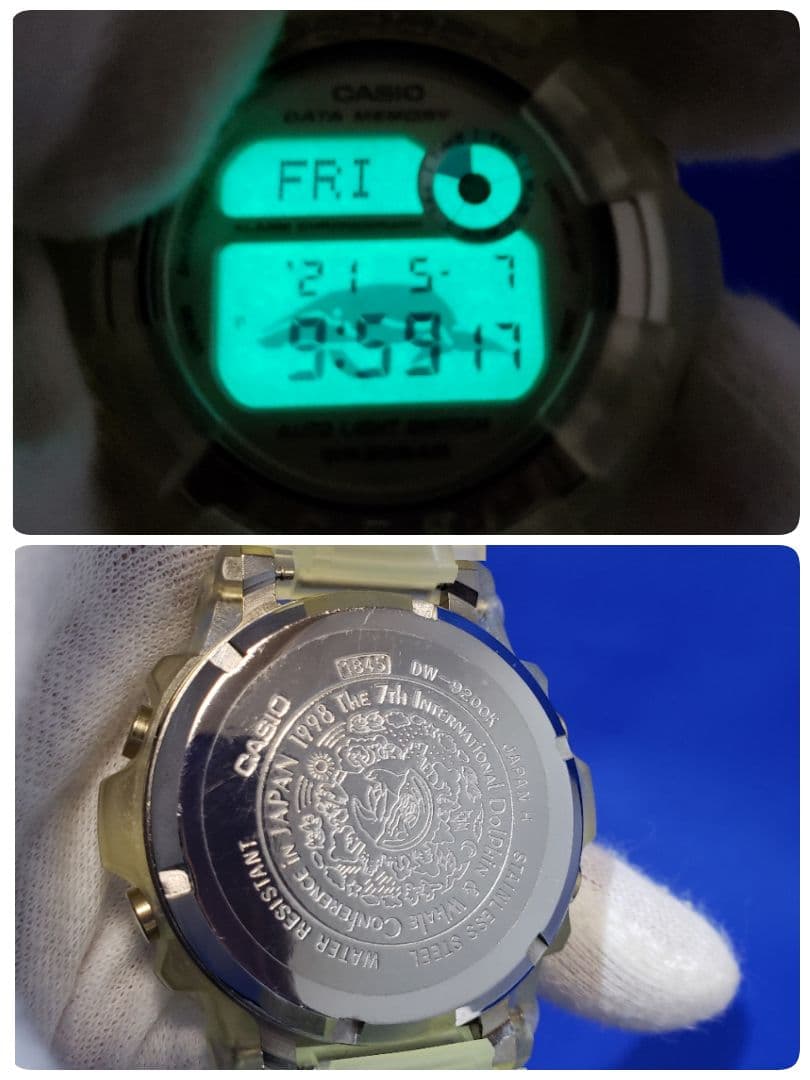 CASIO
DATA MEMORY
FRI
'21 5- 7
P 9:59 17
AUTO LIGHT SWITCH
CASIO
1845
DW-9200K
JAPAN H
STAINLESS STEEL
WATER RESISTANT
1998 The 7th International Dolphin & Whale Conference in JAPAN